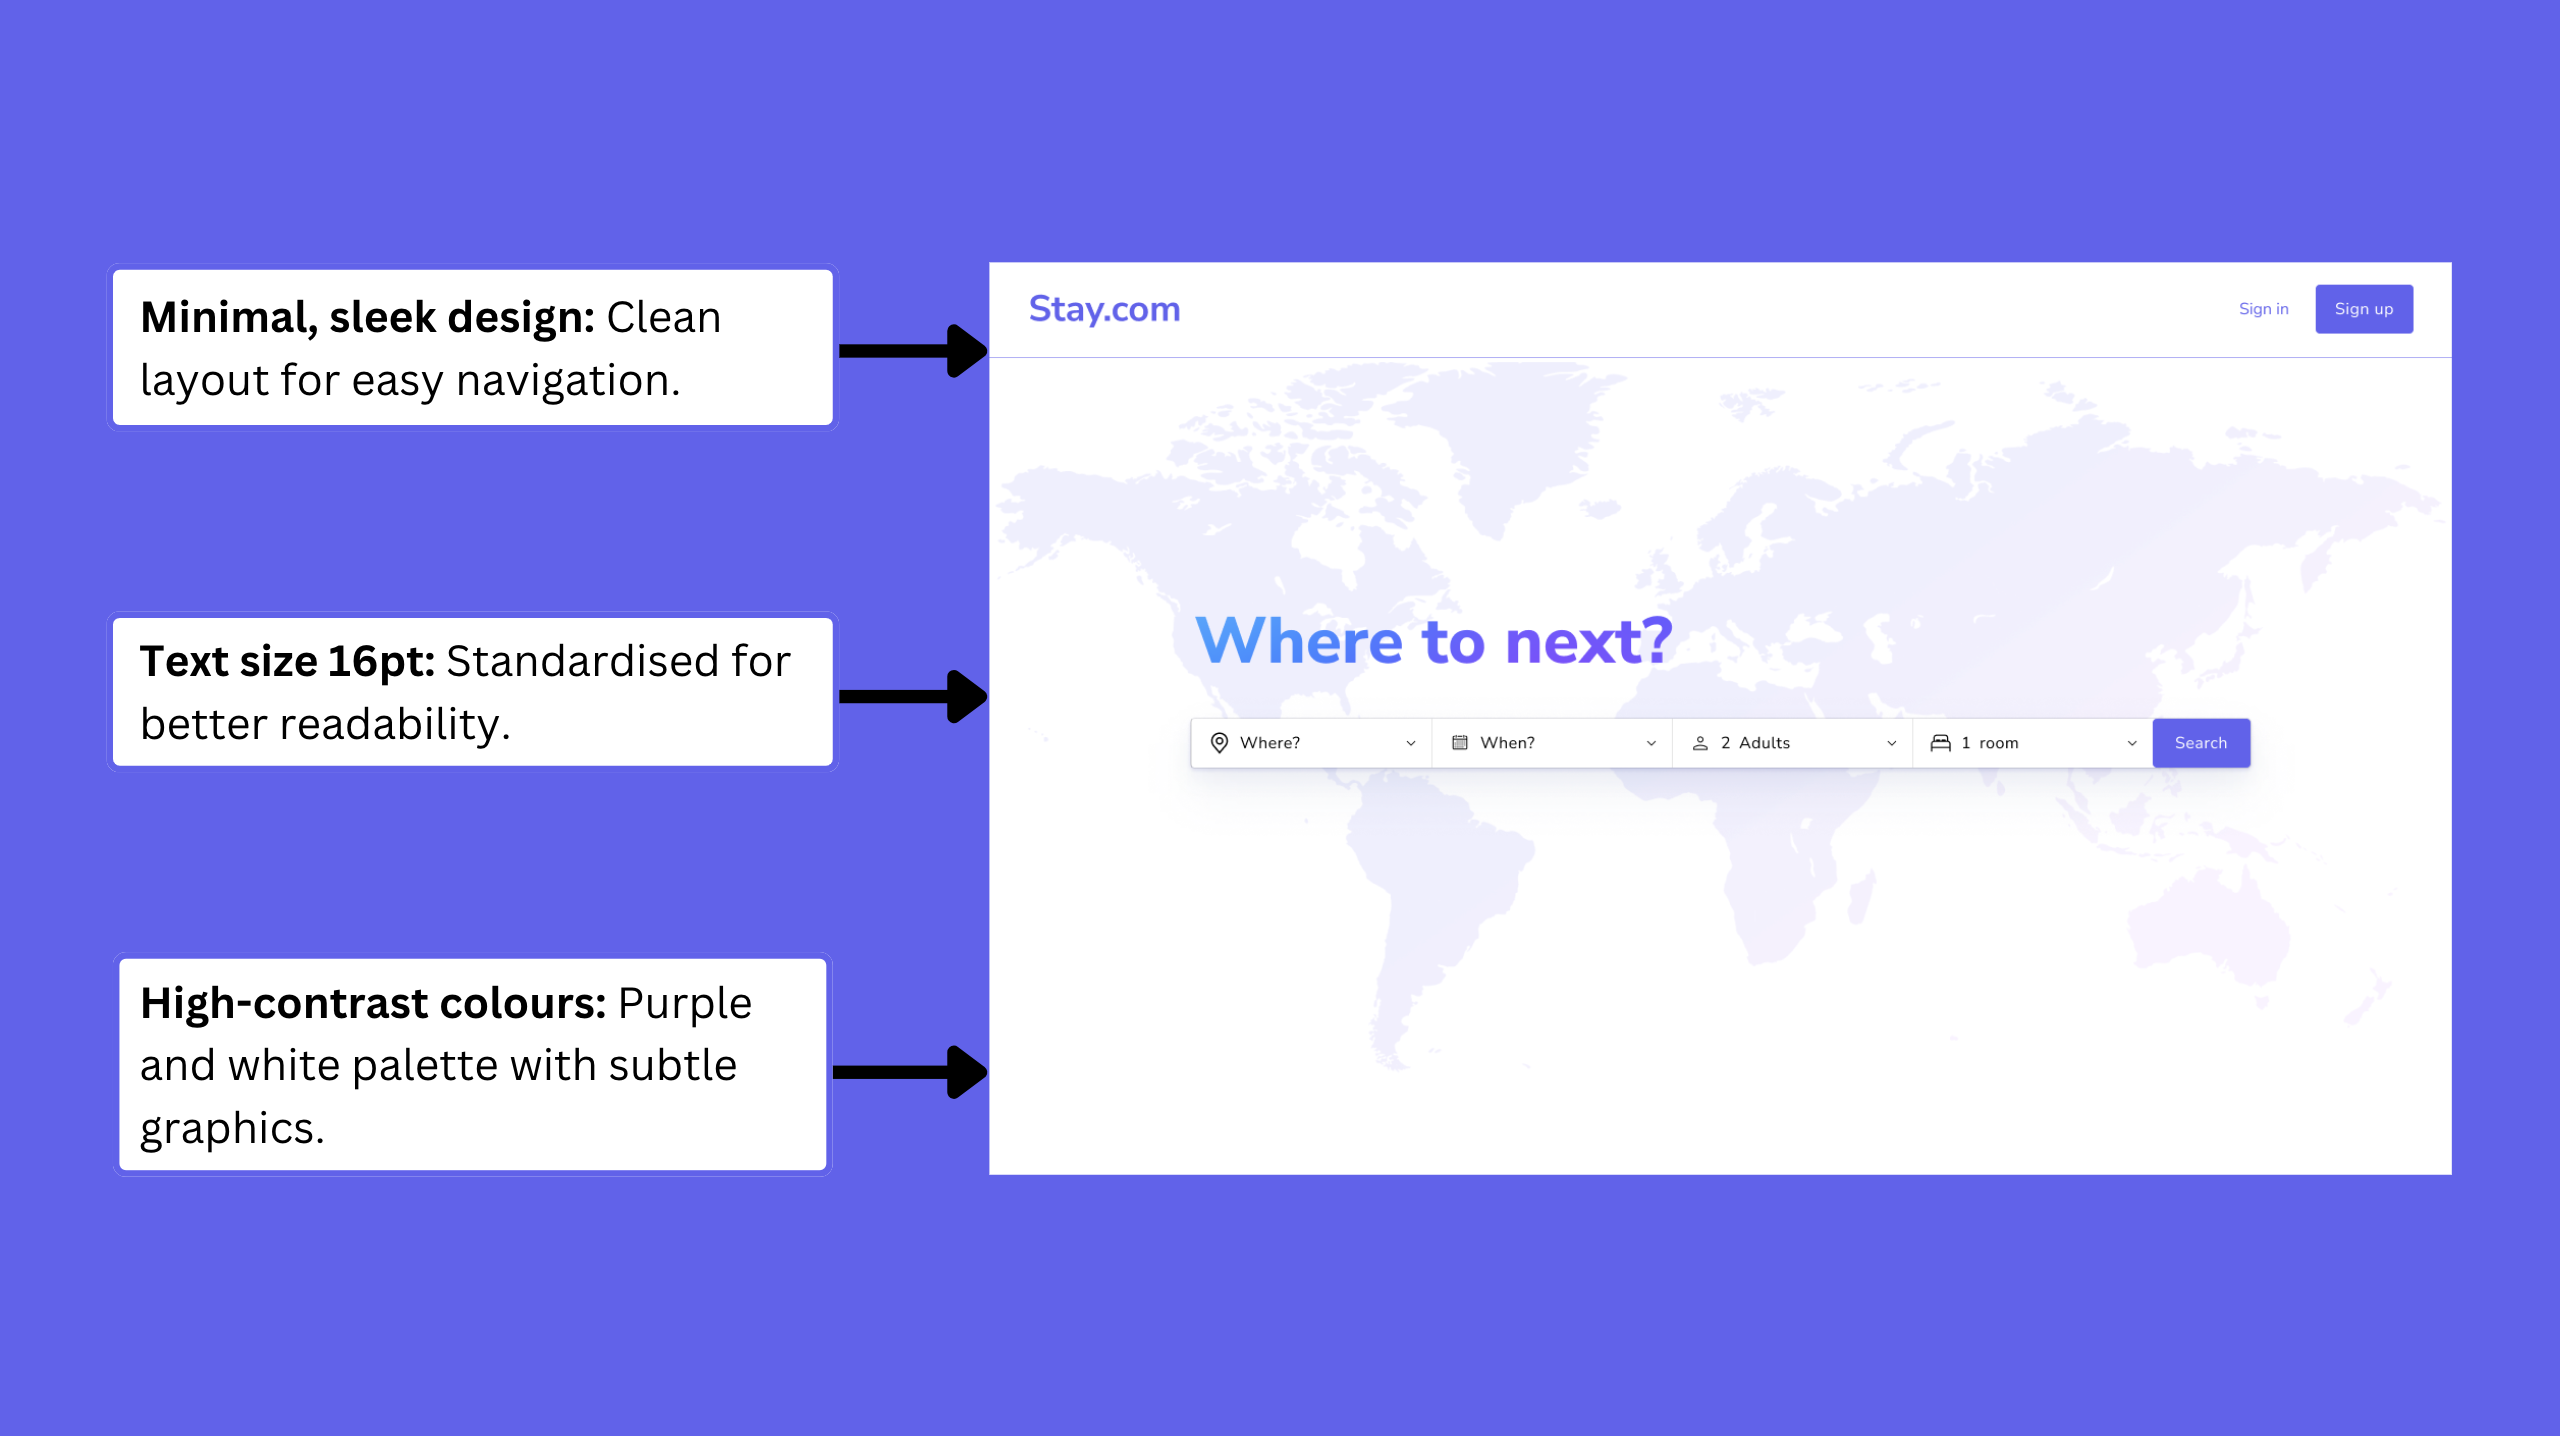 Minimal, sleek design: Clean
layout for easy navigation.
Text size 16pt: Standardised for
better readability.
High-contrast colours: Purple
and white palette with subtle
graphics.
Stay.com
Sign in
Sign up
Where to next?
Where?
When?
2 Adults
1 room
Search